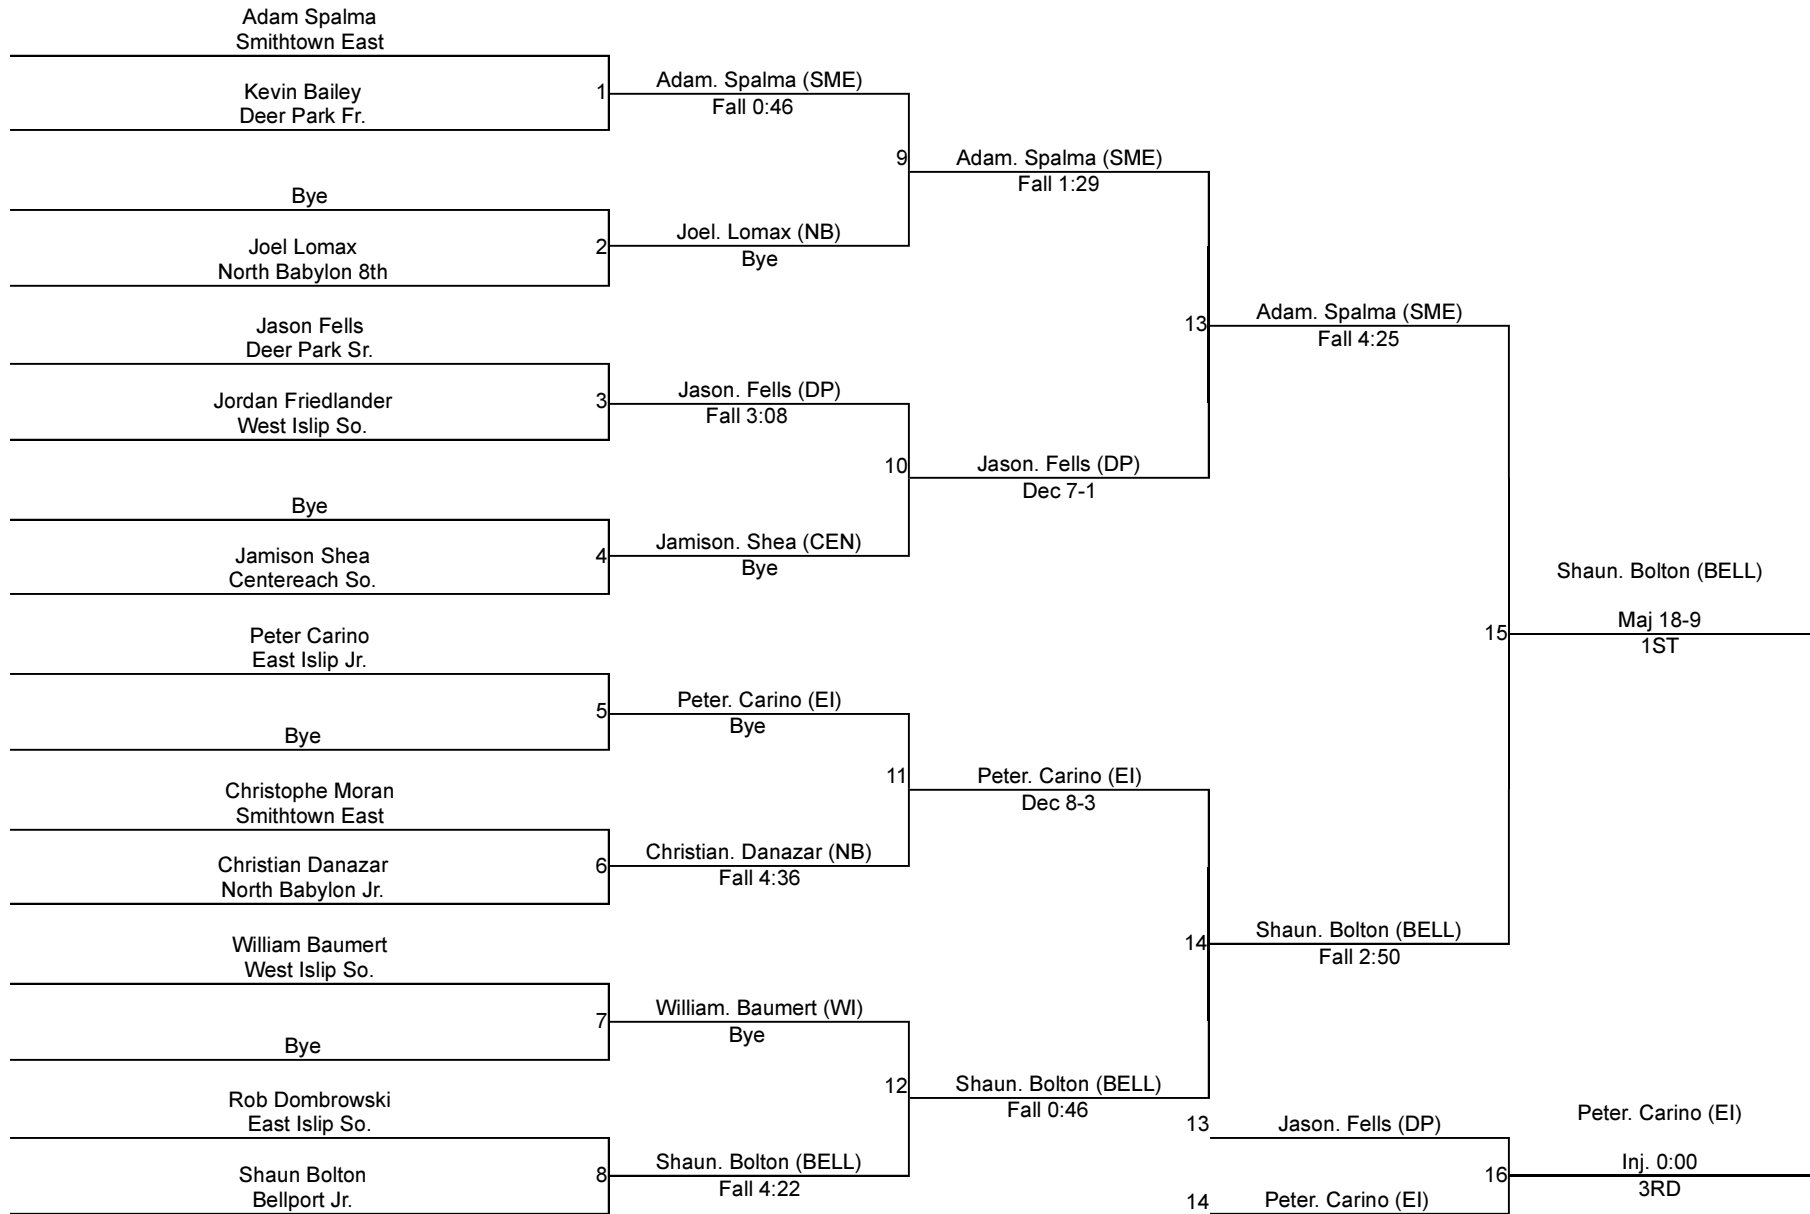 Adam Spalma
Smithtown East
Kevin Bailey
Deer Park Fr.
1
Bye
Joel Lomax
North Babylon 8th
2
Jason Fells
Deer Park Sr.
Jordan Friedlander
West Islip So.
3
Bye
Jamison Shea
Centereach So.
4
Peter Carino
East Islip Jr.
Bye
5
Christophe Moran
Smithtown East
Christian Danazar
North Babylon Jr.
6
William Baumert
West Islip So.
Bye
7
Rob Dombrowski
East Islip So.
Shaun Bolton
Bellport Jr.
8
Adam. Spalma (SME)
Fall 0:46
9
Joel. Lomax (NB)
Bye
Jason. Fells (DP)
Fall 3:08
10
Jamison. Shea (CEN)
Bye
Peter. Carino (EI)
Bye
11
Christian. Danazar (NB)
Fall 4:36
William. Baumert (WI)
Bye
12
Shaun. Bolton (BELL)
Fall 4:22
Adam. Spalma (SME)
Fall 1:29
13
Jason. Fells (DP)
Dec 7-1
Peter. Carino (EI)
Dec 8-3
14
Shaun. Bolton (BELL)
Fall 0:46
Adam. Spalma (SME)
Fall 4:25
15
Shaun. Bolton (BELL)
Fall 2:50
Shaun. Bolton (BELL)
Maj 18-9
1ST
13
Jason. Fells (DP)
16
14
Peter. Carino (EI)
Peter. Carino (EI)
Inj. 0:00
3RD